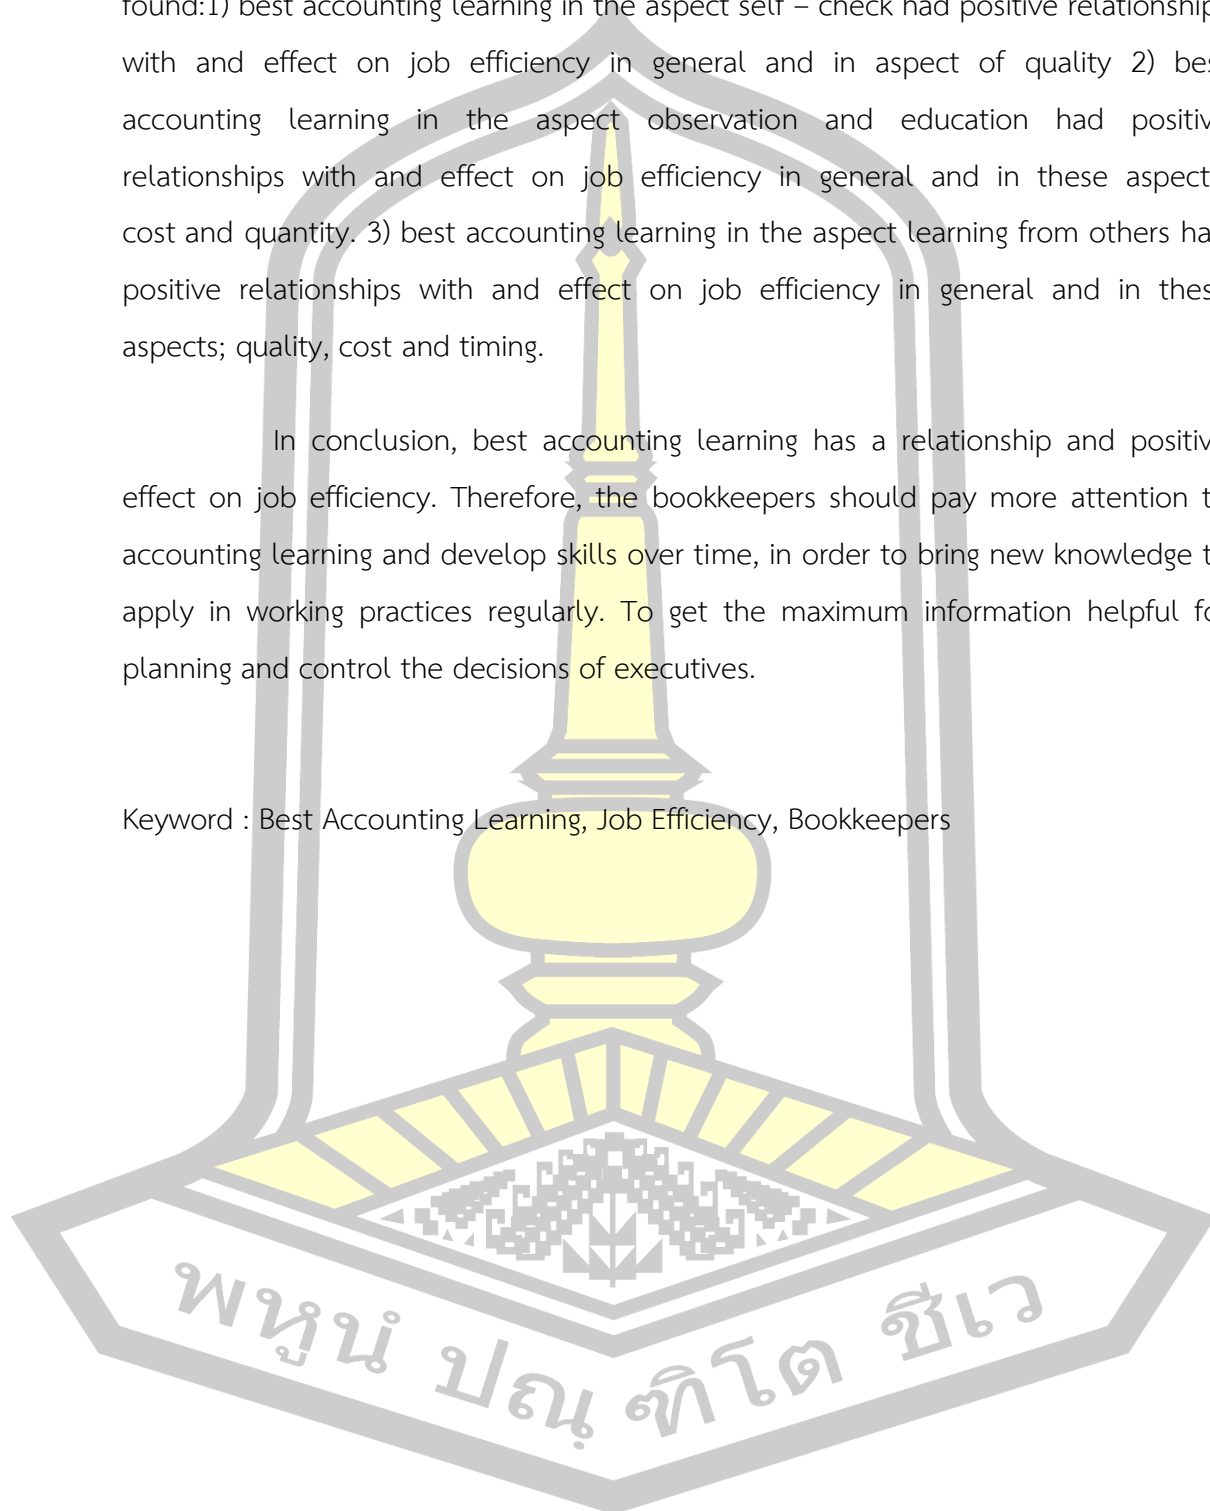 found:1) best accounting learning in the aspect self – check had positive relationship
with and effect on job efficiency in general and in aspect of quality 2) bes
accounting learning in the aspect observation and education had positiv
relationships with and effect on job efficiency in general and in these aspect
cost and quantity. 3) best accounting learning in the aspect learning from others ha
positive relationships with and effect on job efficiency in general and in thes
aspects; quality, cost and timing.
In conclusion, best accounting learning has a relationship and positiv
effect on job efficiency. Therefore, the bookkeepers should pay more attention t
accounting learning and develop skills over time, in order to bring new knowledge t
apply in working practices regularly. To get the maximum information helpful fo
planning and control the decisions of executives.
Keyword : Best Accounting Learning, Job Efficiency, Bookkeepers
พหูนํ ปณฺฑิโต ชีเว